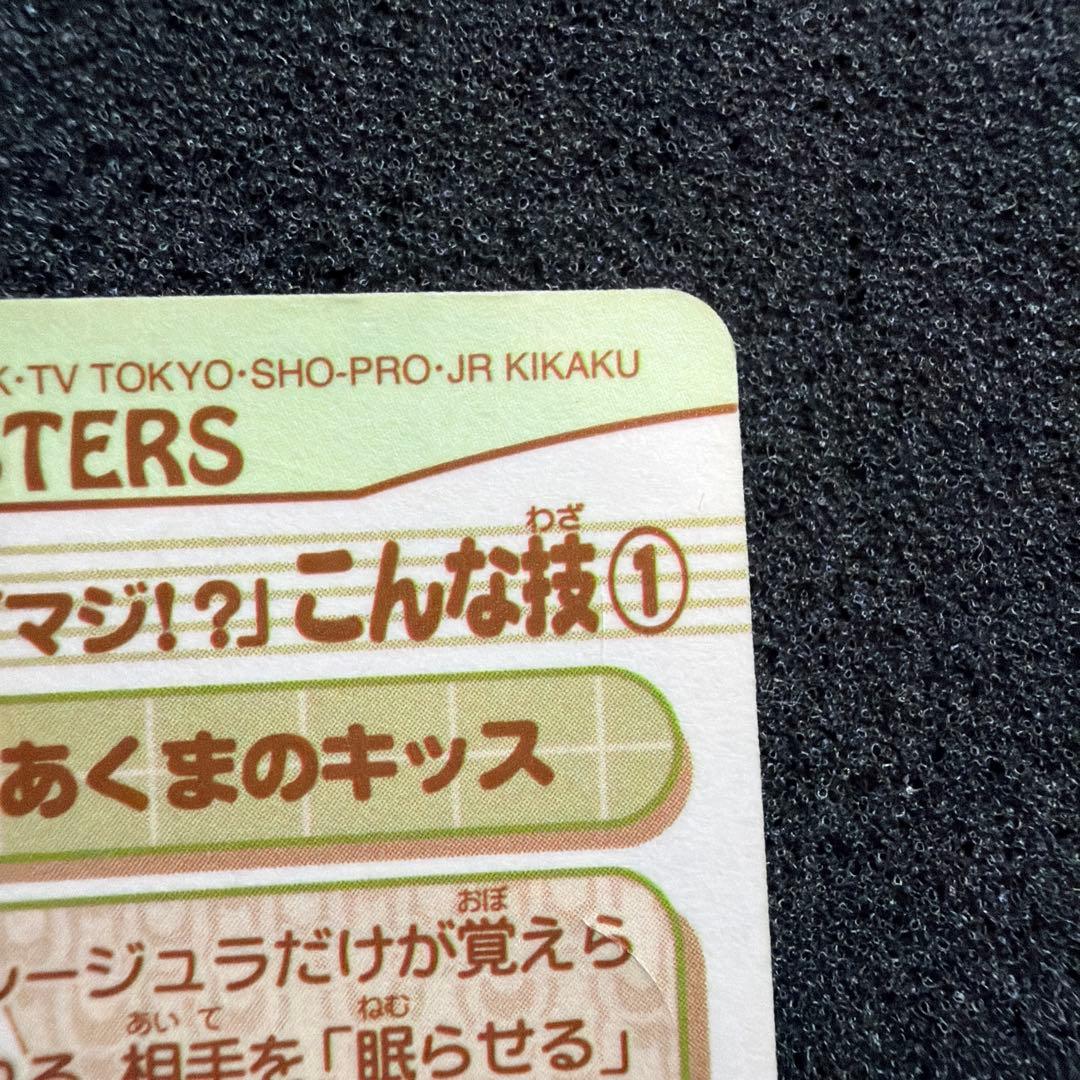 TV TOKYO・SHO-PRO・JR KIKAKU
TERS
わざ
マジ!?」こんな技①
あくまのキッス
おぼ
ージュラだけが覚えら
あいて ねむ
る 相手を「眠らせる」